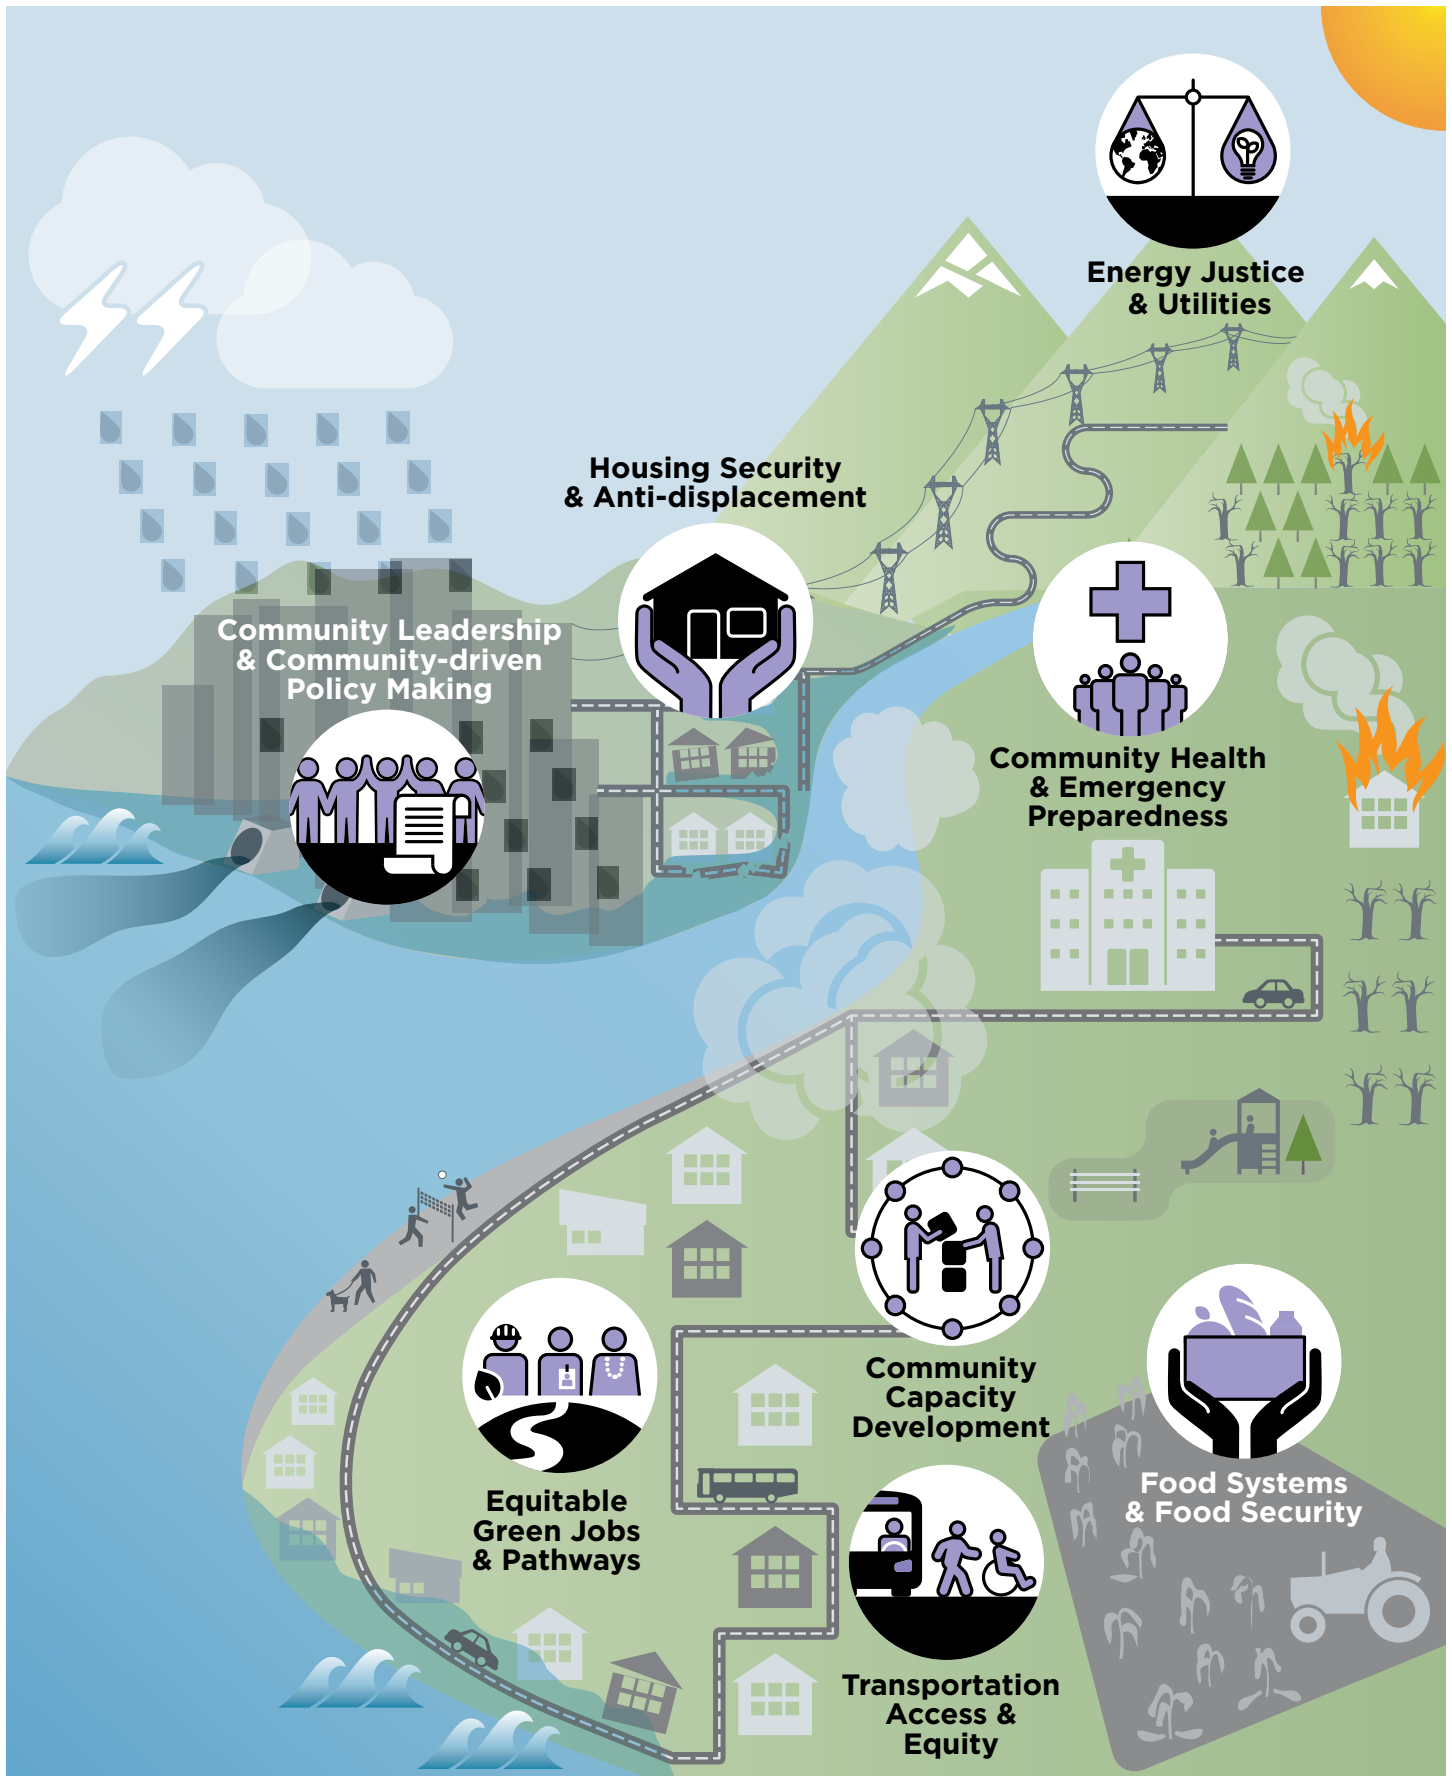 Energy Justice
& Utilities
Housing Security
& Anti-displacement
Community Leadership
& Community-driven
Policy Making
Community Health
& Emergency
Preparedness
Community
Capacity
Development
Food Systems
& Food Security
Equitable
Green Jobs
& Pathways
Transportation
Access &
Equity